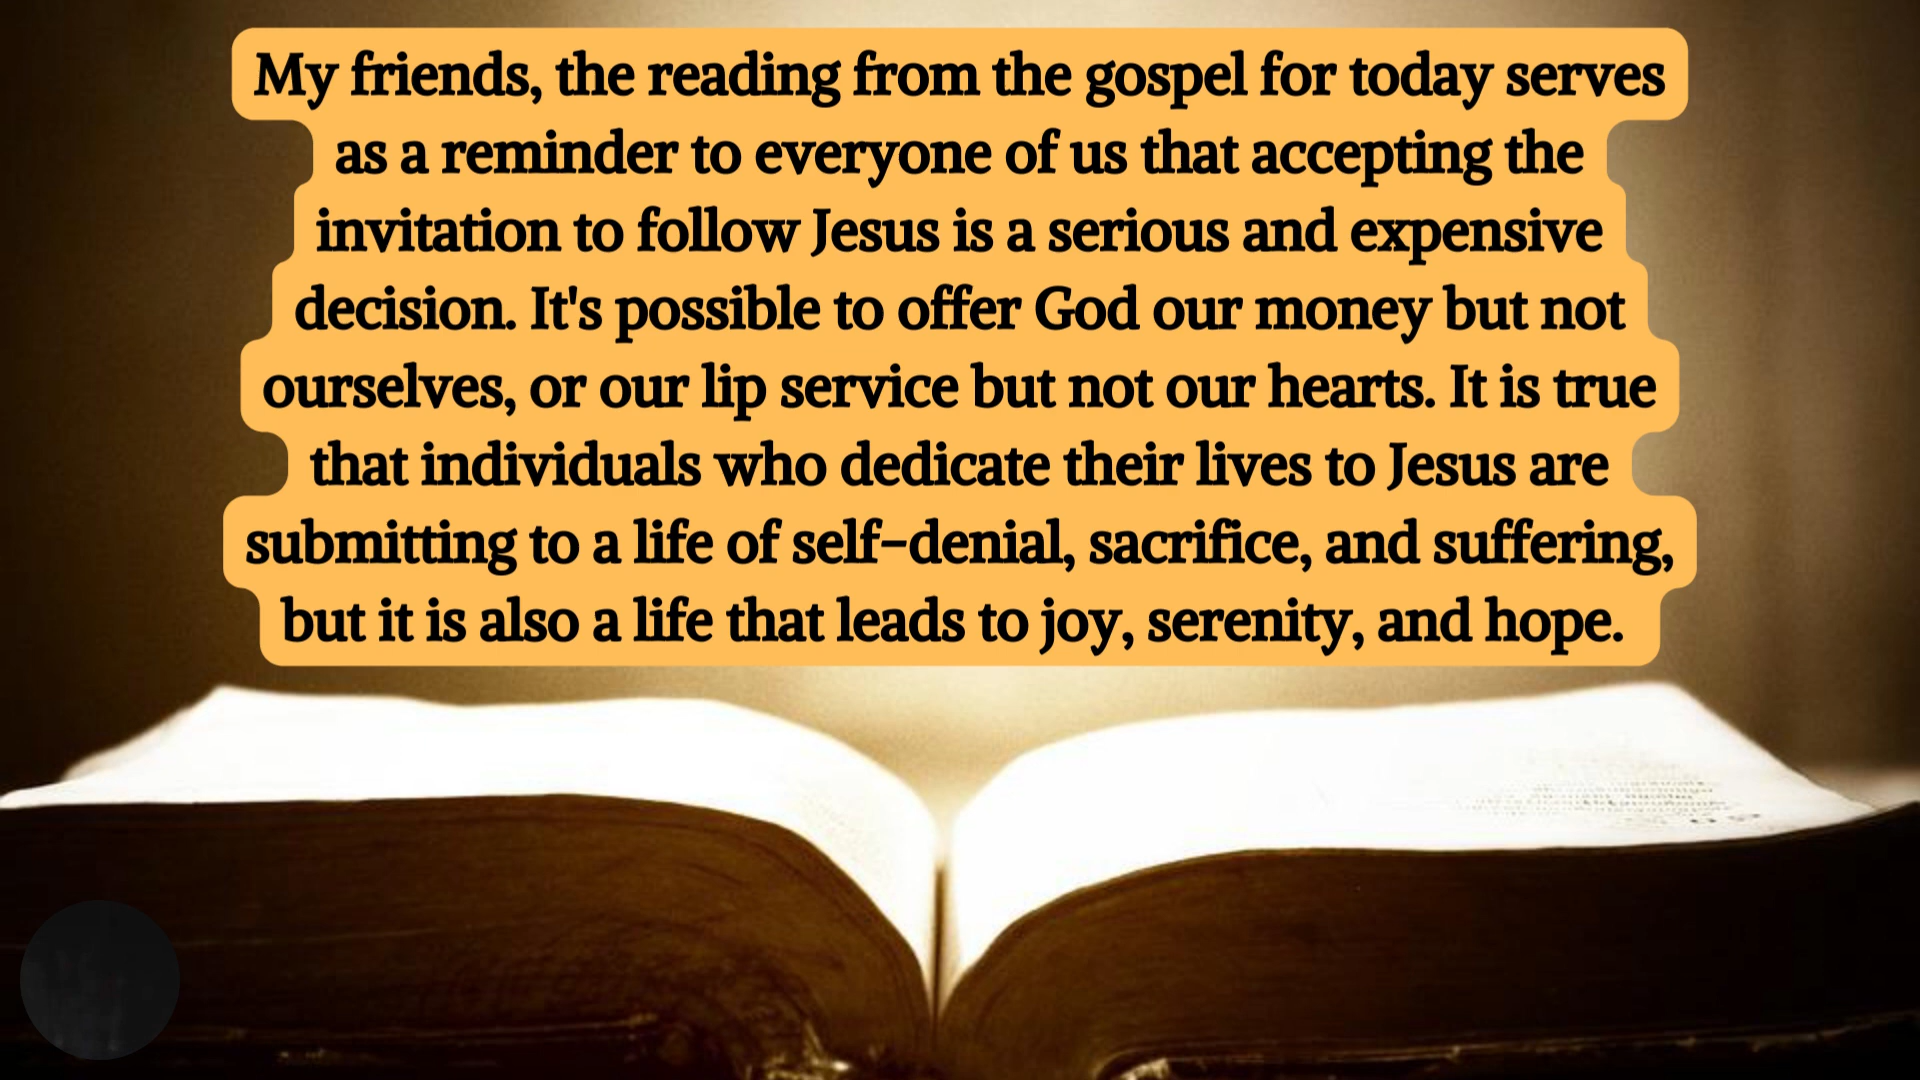 My friends, the reading from the gospel for today serves
as a reminder to everyone of us that accepting the
invitation to follow Jesus is a serious and expensive
decision. It's possible to offer God our money but not
ourselves, or our lip service but not our hearts. It is true
that individuals who dedicate their lives to Jesus are
submitting to a life of self-denial, sacrifice, and suffering,
but it is also a life that leads to joy, serenity, and hope.